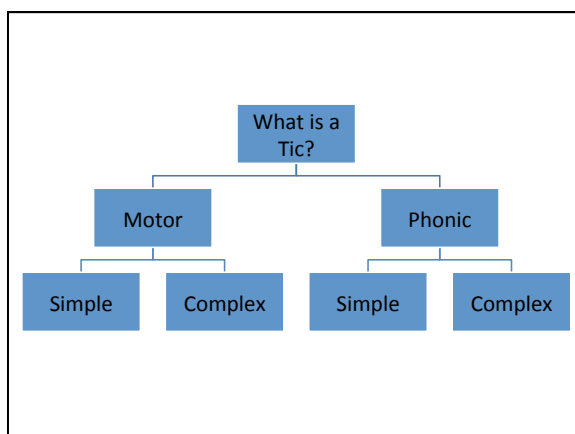 What is a
Tic?
Motor
Phonic
Simple
Complex
Simple
Complex